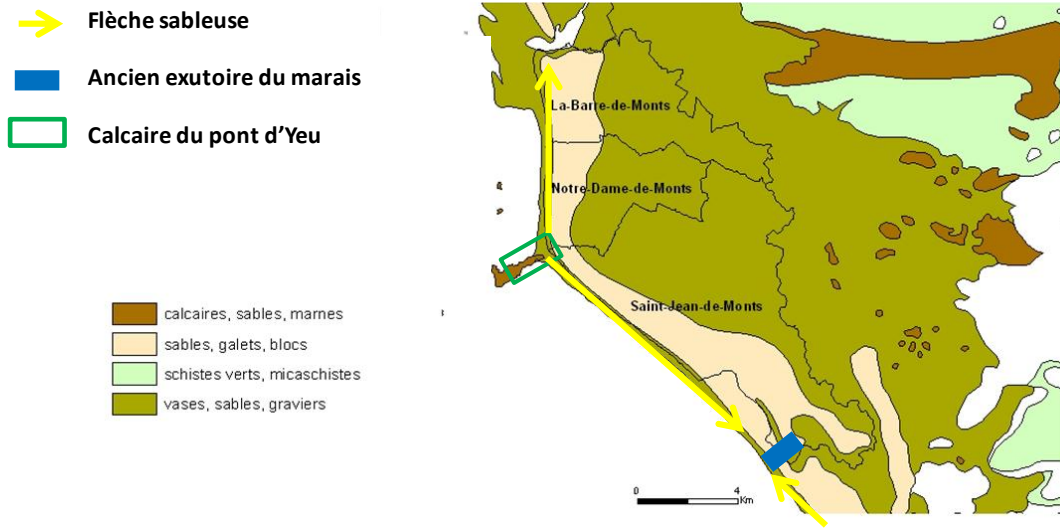 Flèche sableuse
Ancien exutoire du marais
Calcaire du pont d'Yeu
La-Barre-de-Monts
Notre-Dame-de-Monts
Saint-Jean-de-Monts
calcaires, sables, marnes
sables, galets, blocs
schistes verts, micaschistes
vases, sables, graviers
0 4
Km